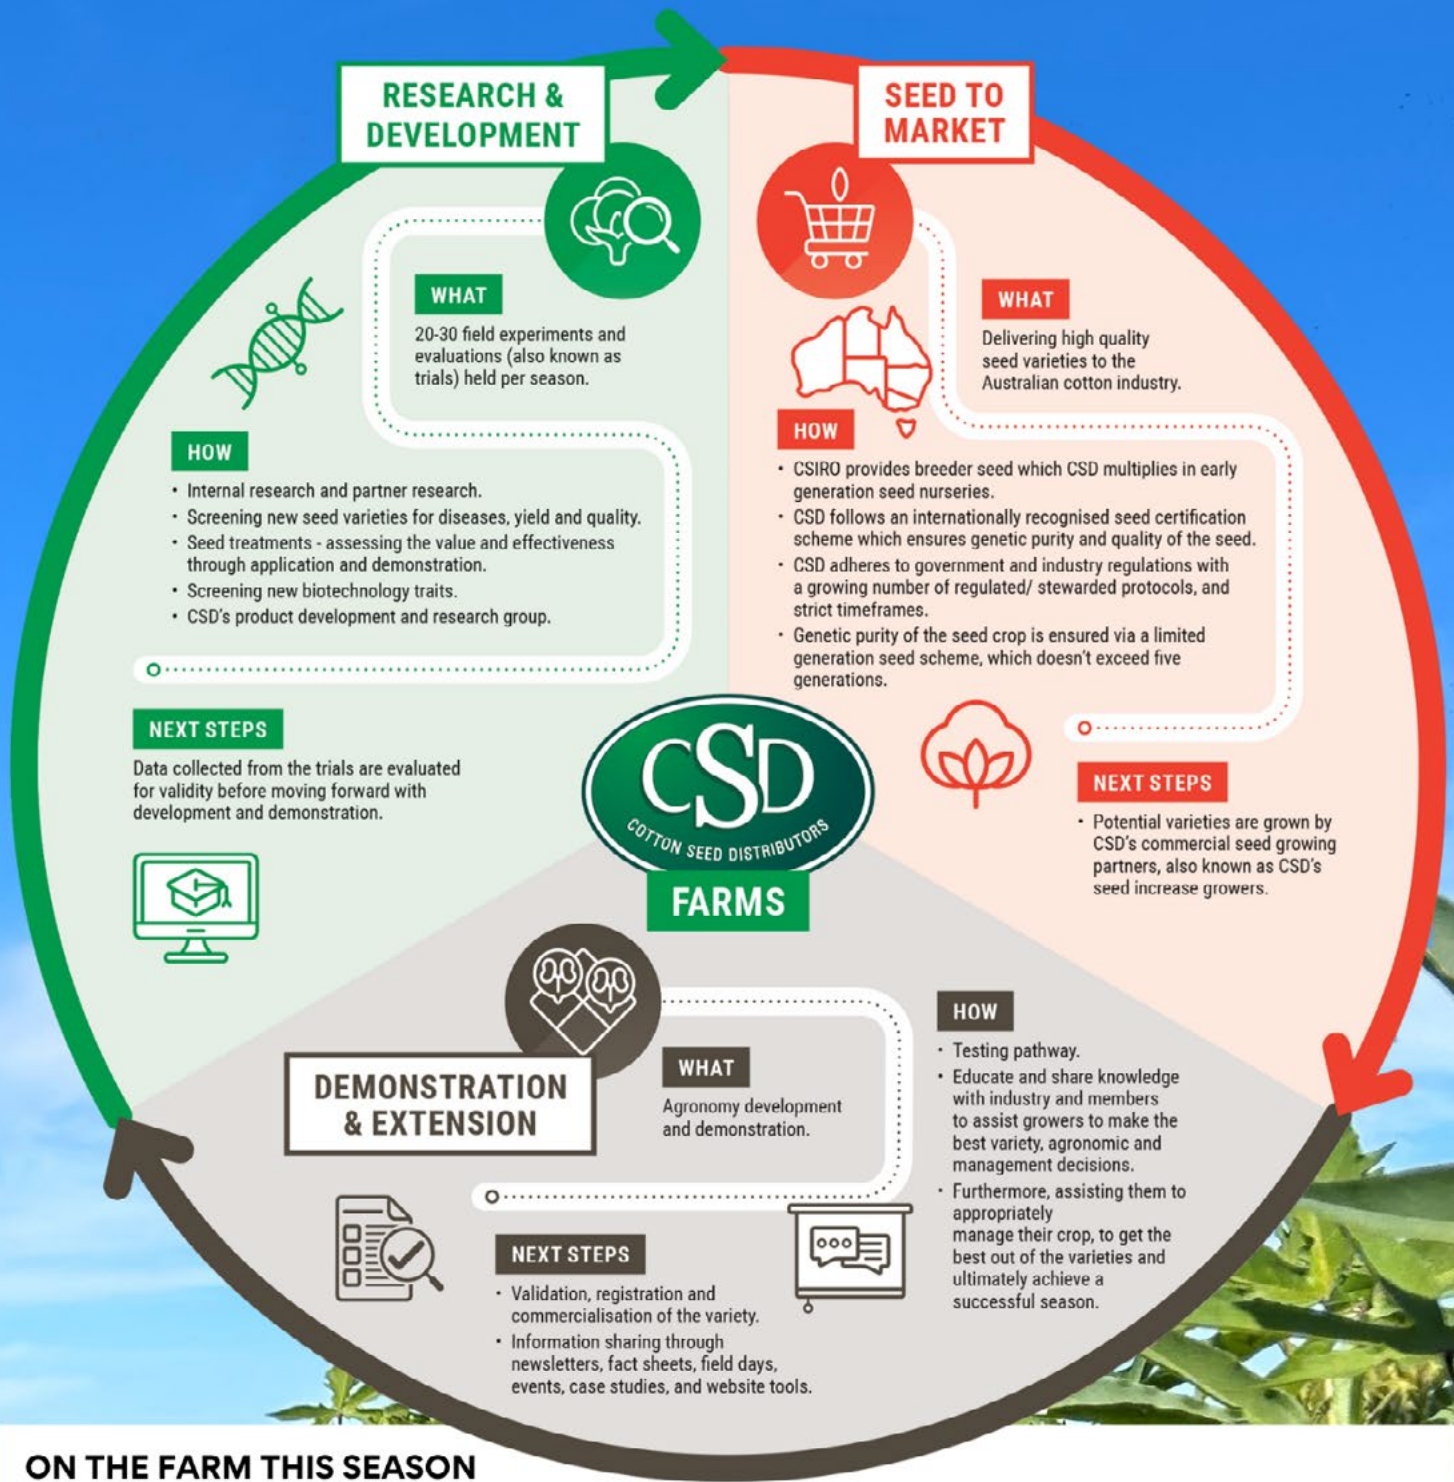 RESEARCH &
DEVELOPMENT
WHAT
20-30 field experiments and
evaluations (also known as
trials) held per season.
HOW
• Internal research and partner research.
• Screening new seed varieties for diseases, yield and quality.
• Seed treatments - assessing the value and effectiveness
through application and demonstration.
• Screening new biotechnology traits.
• CSD's product development and research group.
NEXT STEPS
Data collected from the trials are evaluated
for validity before moving forward with
development and demonstration.
SEED TO
MARKET
WHAT
Delivering high quality
seed varieties to the
Australian cotton industry.
HOW
• CSIRO provides breeder seed which CSD multiplies in early
generation seed nurseries.
• CSD follows an internationally recognised seed certification
scheme which ensures genetic purity and quality of the seed.
• CSD adheres to government and industry regulations with
a growing number of regulated/ stewarded protocols, and
strict timeframes.
• Genetic purity of the seed crop is ensured via a limited
generation seed scheme, which doesn't exceed five
generations.
NEXT STEPS
• Potential varieties are grown by
CSD's commercial seed growing
partners, also known as CSD's
seed increase growers.
CSD
COTTON SEED DISTRIBUTORS
FARMS
DEMONSTRATION
& EXTENSION
WHAT
Agronomy development
and demonstration.
HOW
• Testing pathway.
• Educate and share knowledge
with industry and members
to assist growers to make the
best variety, agronomic and
management decisions.
• Furthermore, assisting them to
appropriately
manage their crop, to get the
best out of the varieties and
ultimately achieve a
successful season.
NEXT STEPS
• Validation, registration and
commercialisation of the variety.
• Information sharing through
newsletters, fact sheets, field days,
events, case studies, and website tools.
ON THE FARM THIS SEASON